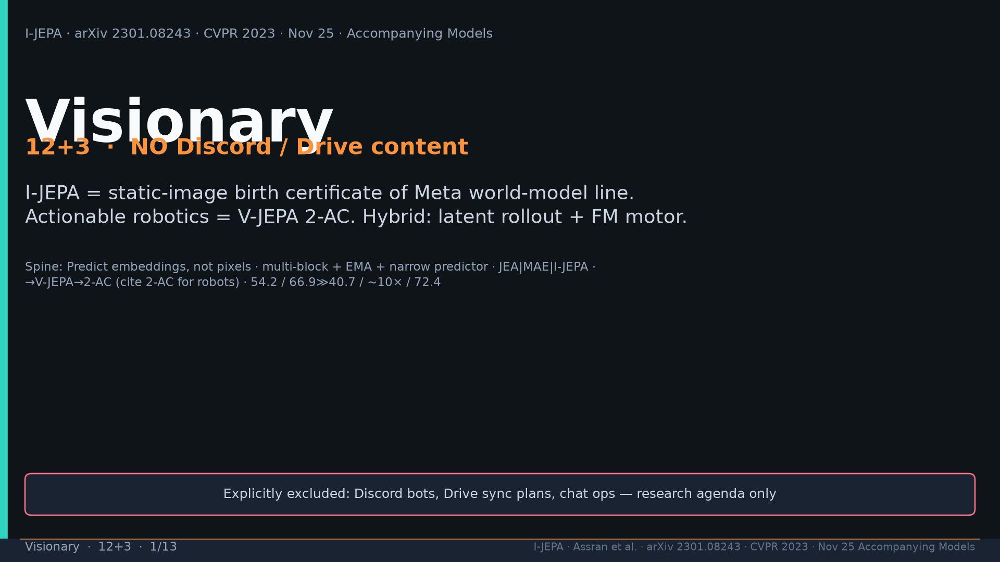 I-JEPA · arXiv 2301.08243 · CVPR 2023 · Nov 25 · Accompanying Models
Visionary
12+3 · NO Discord / Drive content
I-JEPA = static-image birth certificate of Meta world-model line.
Actionable robotics = V-JEPA 2-AC. Hybrid: latent rollout + FM motor.
Spine: Predict embeddings, not pixels · multi-block + EMA + narrow predictor · JEA|MAE|I-JEPA ·
→V-JEPA→2-AC (cite 2-AC for robots) · 54.2 / 66.9≫40.7 / ~10× / 72.4
Explicitly excluded: Discord bots, Drive sync plans, chat ops — research agenda only
Visionary · 12+3 · 1/13
I-JEPA · Assran et al. · arXiv 2301.08243 · CVPR 2023 · Nov 25 Accompanying Models